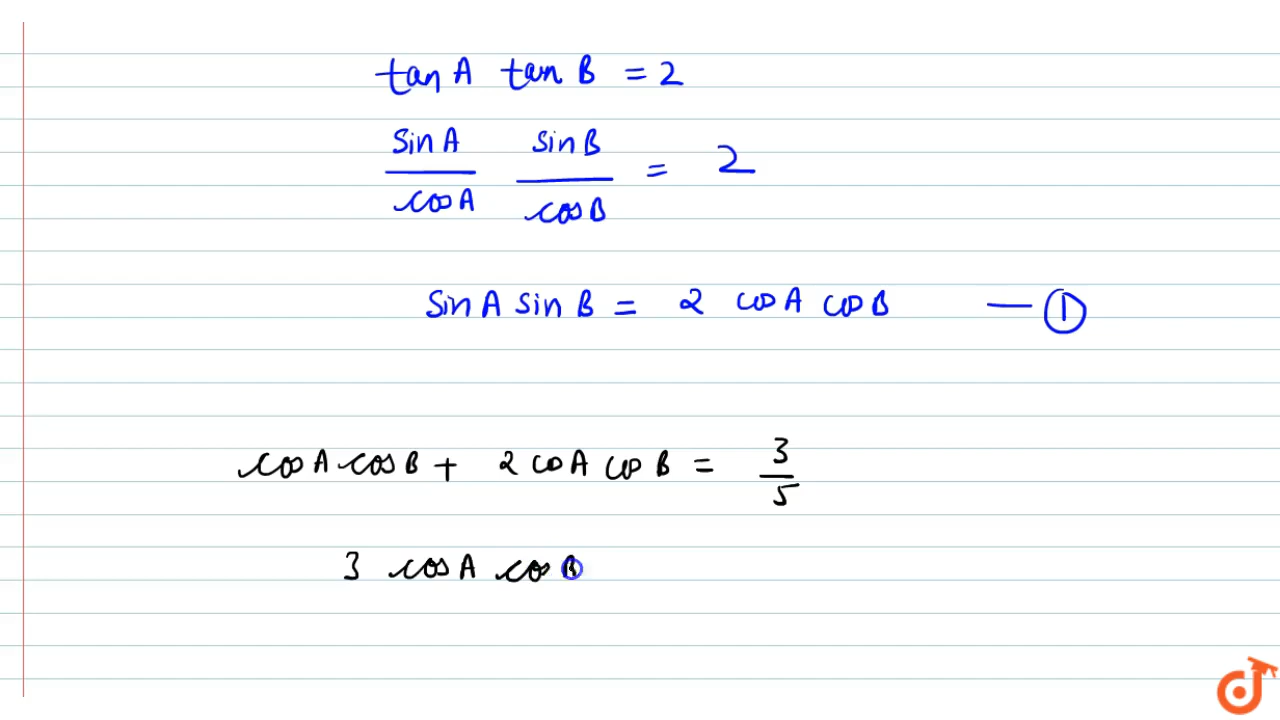 tan A tan B = 2
sin A / cos A sin B / cos B = 2
sin A sin B = 2 cos A cos B — ①
cos A cos B + 2 cos A cos B = 3/5
3 cos A cos B